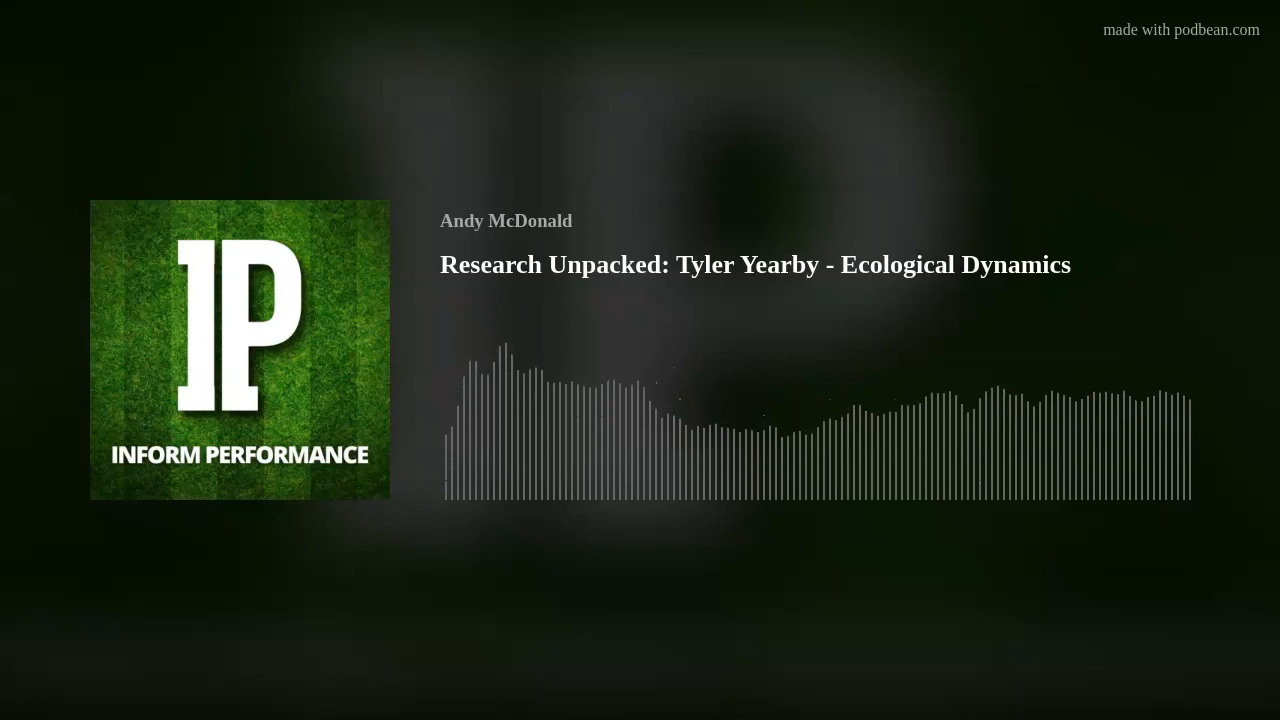 made with podbean.com
Andy McDonald
Research Unpacked: Tyler Yearby - Ecological Dynamics
IP
INFORM PERFORMANCE